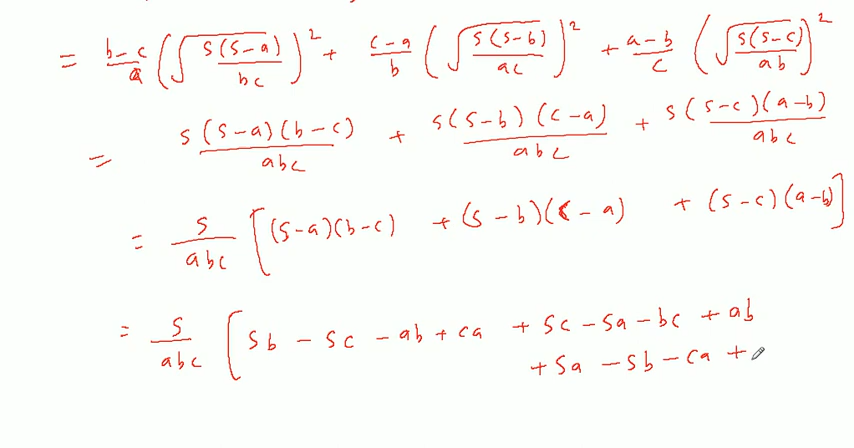 = b-c/a (√(s(s-a)/bc))² + c-a/b (√(s(s-b)/ac))² + a-b/c (√(s(s-c)/ab))²
= s(s-a)(b-c)/abc + s(s-b)(c-a)/abc + s(s-c)(a-b)/abc
= s/abc [(s-a)(b-c) + (s-b)(c-a) + (s-c)(a-b)]
= s/abc [sb - sc - ab + ca + sc - sa - bc + ab
+ sa - sb - ca +